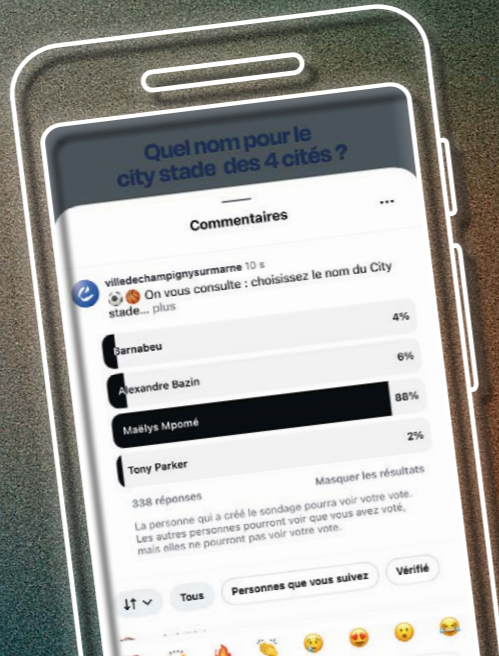 Quel nom pour le
city stade des 4 cités ?
Commentaires
villedechampignysurmarne 10 s
On vous consulte : choisissez le nom du City
stade... plus
Barnabeu 4%
Alexandre Bazin 6%
Maëlys Mpomé 88%
Tony Parker 2%
338 réponses
Masquer les résultats
La personne qui a créé le sondage pourra voir votre vote.
Les autres personnes pourront voir que vous avez voté,
mais elles ne pourront pas voir votre vote.
Tous
Personnes que vous suivez
Vérifié